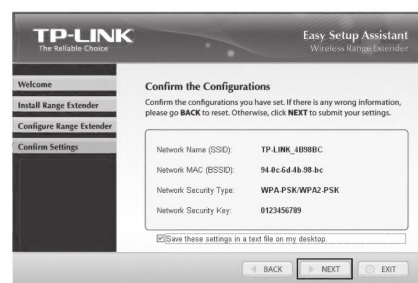 TP-LINK
The Reliable Choice
Easy Setup Assistant
Wireless Range Extender
Welcome
Install Range Extender
Configure Range Extender
Confirm Settings
Confirm the Configurations
Confirm the configurations you have set. If there is any wrong information,
please go BACK to reset. Otherwise, click NEXT to submit your settings.
Network Name (SSID): TP-LINK_4B98BC
Network MAC (BSSID): 94-0c-6d-4b-98-bc
Network Security Type: WPA-PSK/WPA2-PSK
Network Security Key: 0123456789
Save these settings in a text file on my desktop.
BACK
NEXT
EXIT